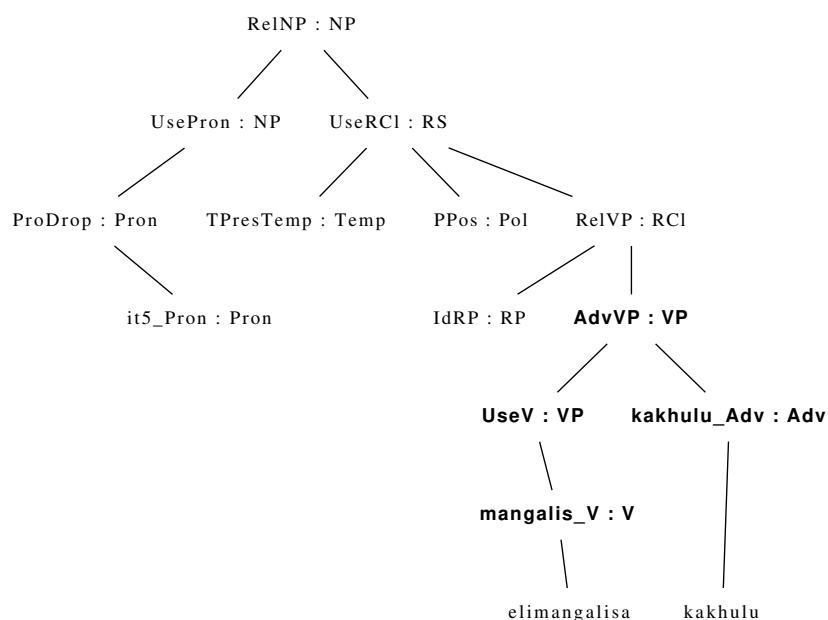 RelNP : NP
UsePron : NP UseRCl : RS
ProDrop : Pron TPresTemp : Temp PPos : Pol RelVP : RCl
it5_Pron : Pron IdRP : RP AdvVP : VP
UseV : VP kakhulu_Adv : Adv
mangalis_V : V
elimangalisa kakhulu